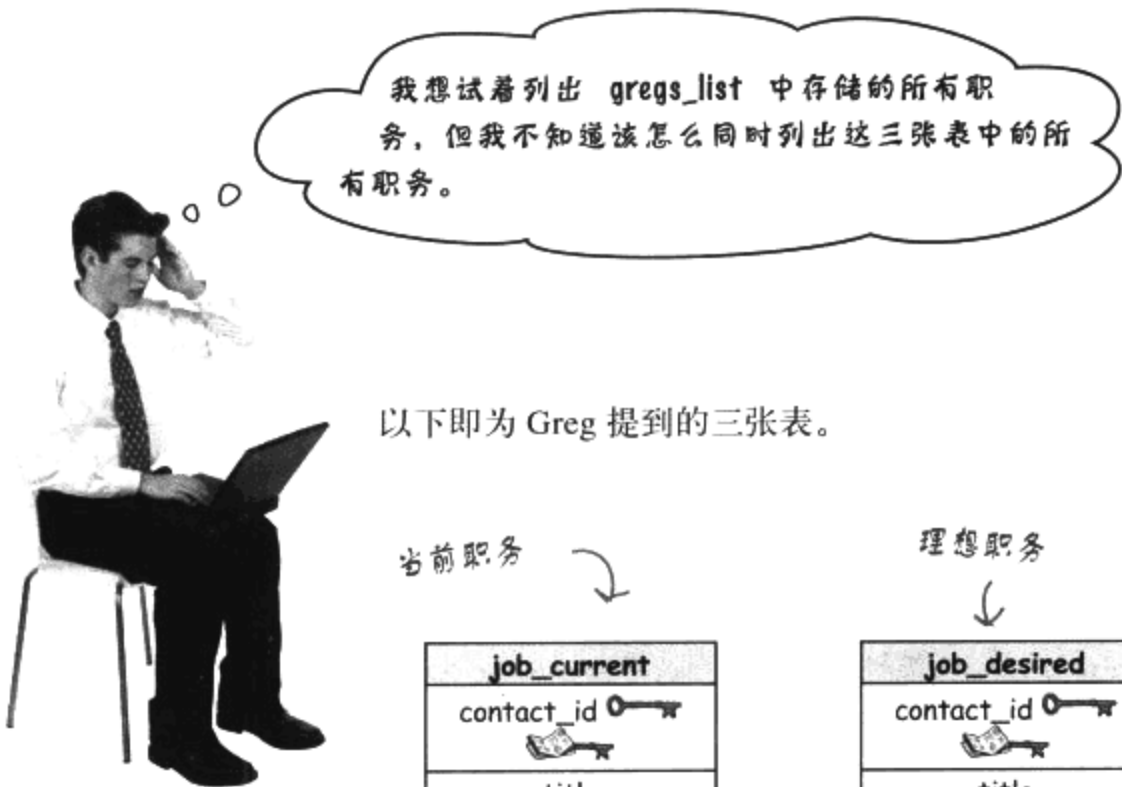 我想试着列出 gregs_list 中存储的所有职
务，但我不知道该怎么同时列出这三张表中的所
有职务。
以下即为 Greg 提到的三张表。
当前职务
理想职务
job_current
job_desired
contact_id
contact_id
title
title